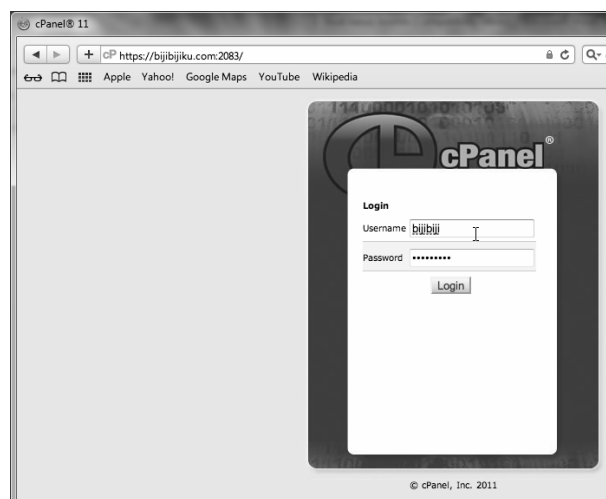 cPanel® 11
cP https://bijibijiku.com:2083/
Apple Yahoo! Google Maps YouTube Wikipedia
cPanel®
Login
Username bijibiji
Password •••••••••
Login
© cPanel, Inc. 2011